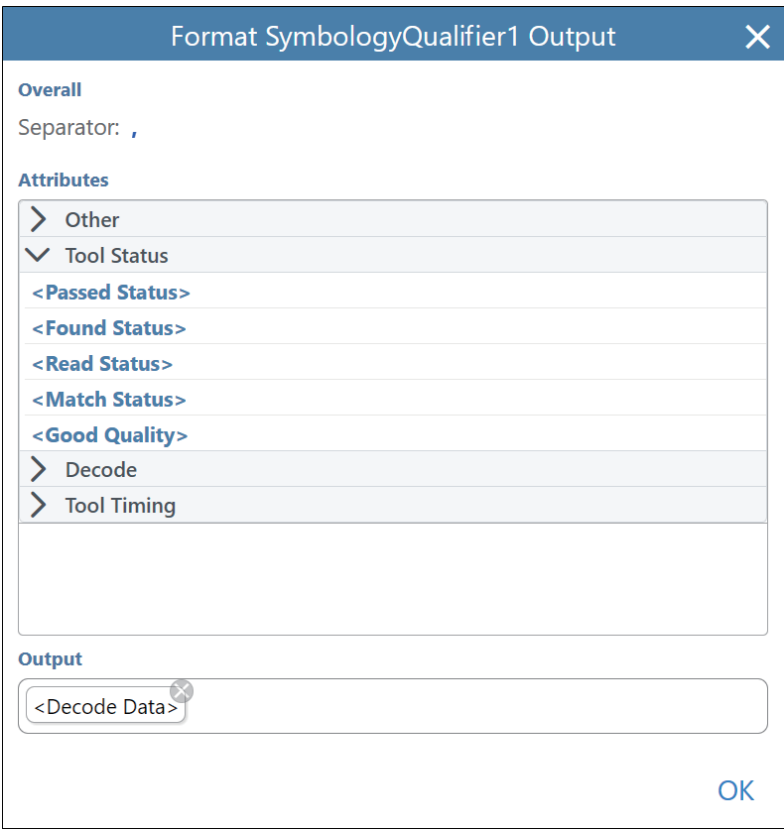 Format SymbologyQualifier1 Output
Overall
Separator: ,
Attributes
Other
Tool Status
<Passed Status>
<Found Status>
<Read Status>
<Match Status>
<Good Quality>
Decode
Tool Timing
Output
<Decode Data>
OK